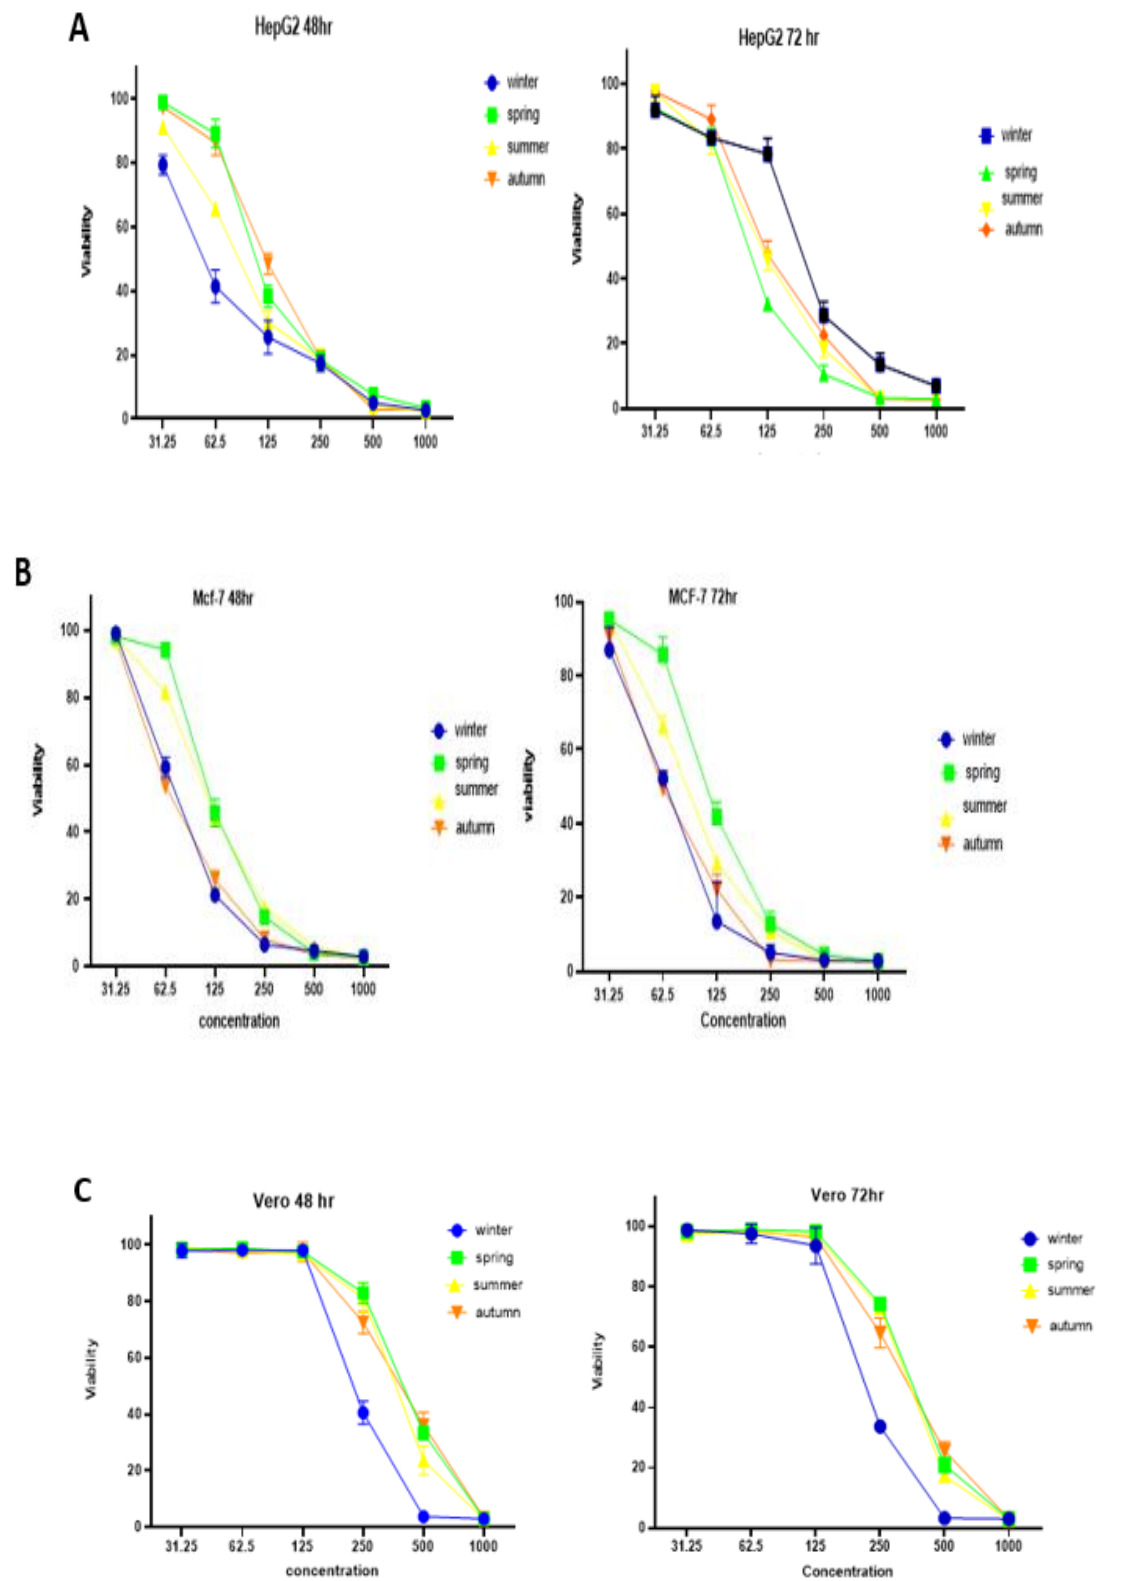 A
HepG2 48hr
Viability
100
80
60
40
20
0
31.25 62.5 125 250 500 1000
winter
spring
summer
autumn
HepG2 72 hr
Viability
100
80
60
40
20
0
31.25 62.5 125 250 500 1000
winter
spring
summer
autumn
B
Mcf-7 48hr
Viability
100
80
60
40
20
0
31.25 62.5 125 250 500 1000
concentration
winter
spring
summer
autumn
MCF-7 72hr
viability
100
80
60
40
20
0
31.25 62.5 125 250 500 1000
Concentration
winter
spring
summer
autumn
C
Vero 48 hr
Viability
100
80
60
40
20
0
31.25 62.5 125 250 500 1000
concentration
winter
spring
summer
autumn
Vero 72hr
Viability
100
80
60
40
20
0
31.25 62.5 125 250 500 1000
Concentration
winter
spring
summer
autumn